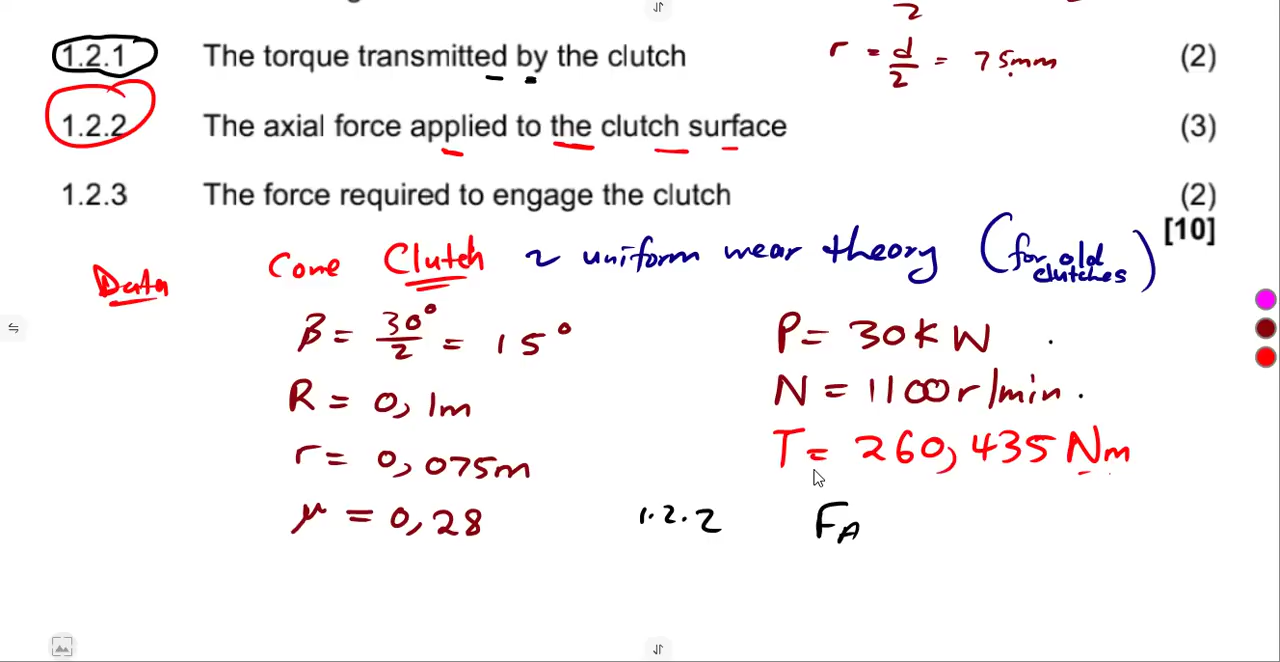 2
1.2.1 The torque transmitted by the clutch r = d/2 = 75mm (2)
1.2.2 The axial force applied to the clutch surface (3)
1.2.3 The force required to engage the clutch (2)
[10]
Data Cone Clutch ~ uniform wear theory (for old clutches)
β = 30°/2 = 15° P = 30kW
R = 0,1m N = 1100r/min.
r = 0,075m T = 260,435 Nm
μ = 0,28 1.2.2 FA